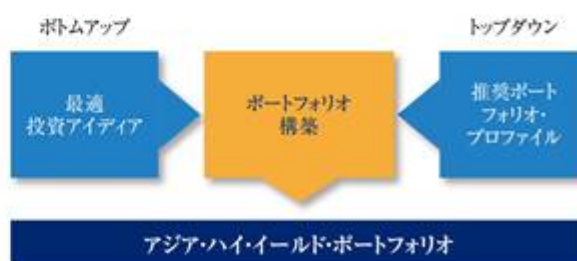 ボトムアップ
トップダウン
最適
投資アイディア
ポートフォリオ
構築
推奨ポート
フォリオ・
プロファイル
アジア・ハイ・イールド・ポートフォリオ